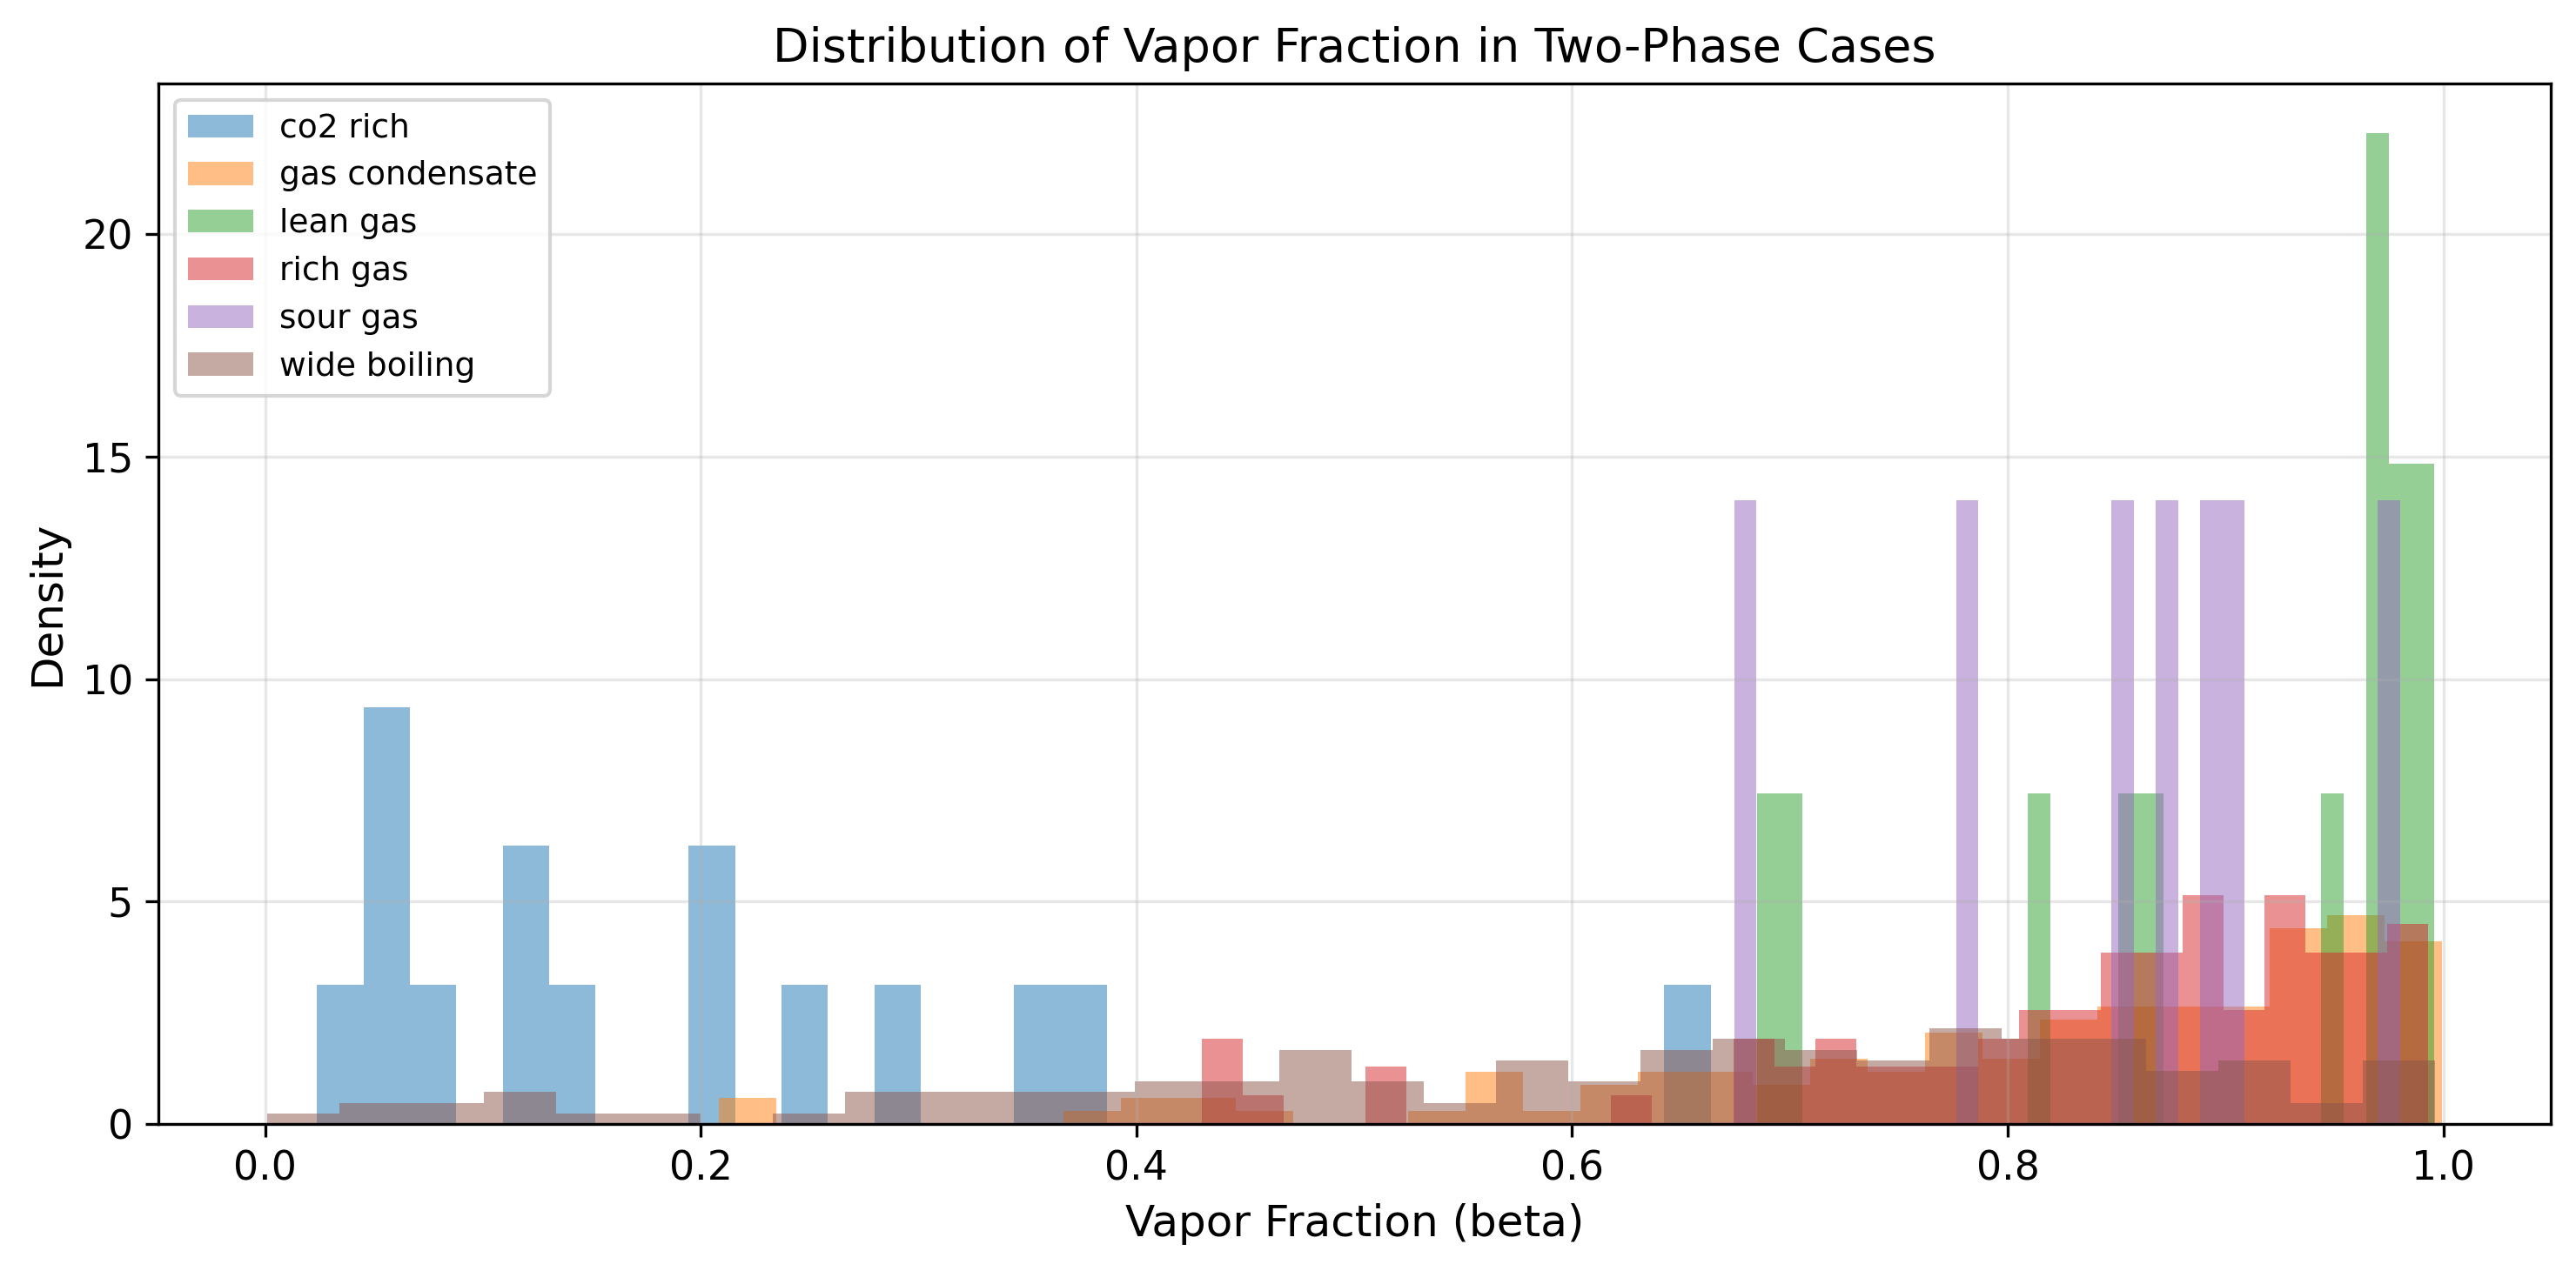 Distribution of Vapor Fraction in Two-Phase Cases
co2 rich
gas condensate
lean gas
rich gas
sour gas
wide boiling
Density
20
15
10
5
0
0.0 0.2 0.4 0.6 0.8 1.0
Vapor Fraction (beta)